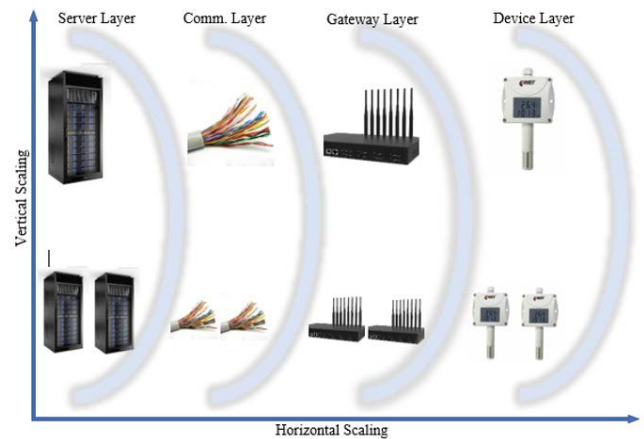 Server Layer
Comm. Layer
Gateway Layer
Device Layer
Vertical Scaling
Horizontal Scaling